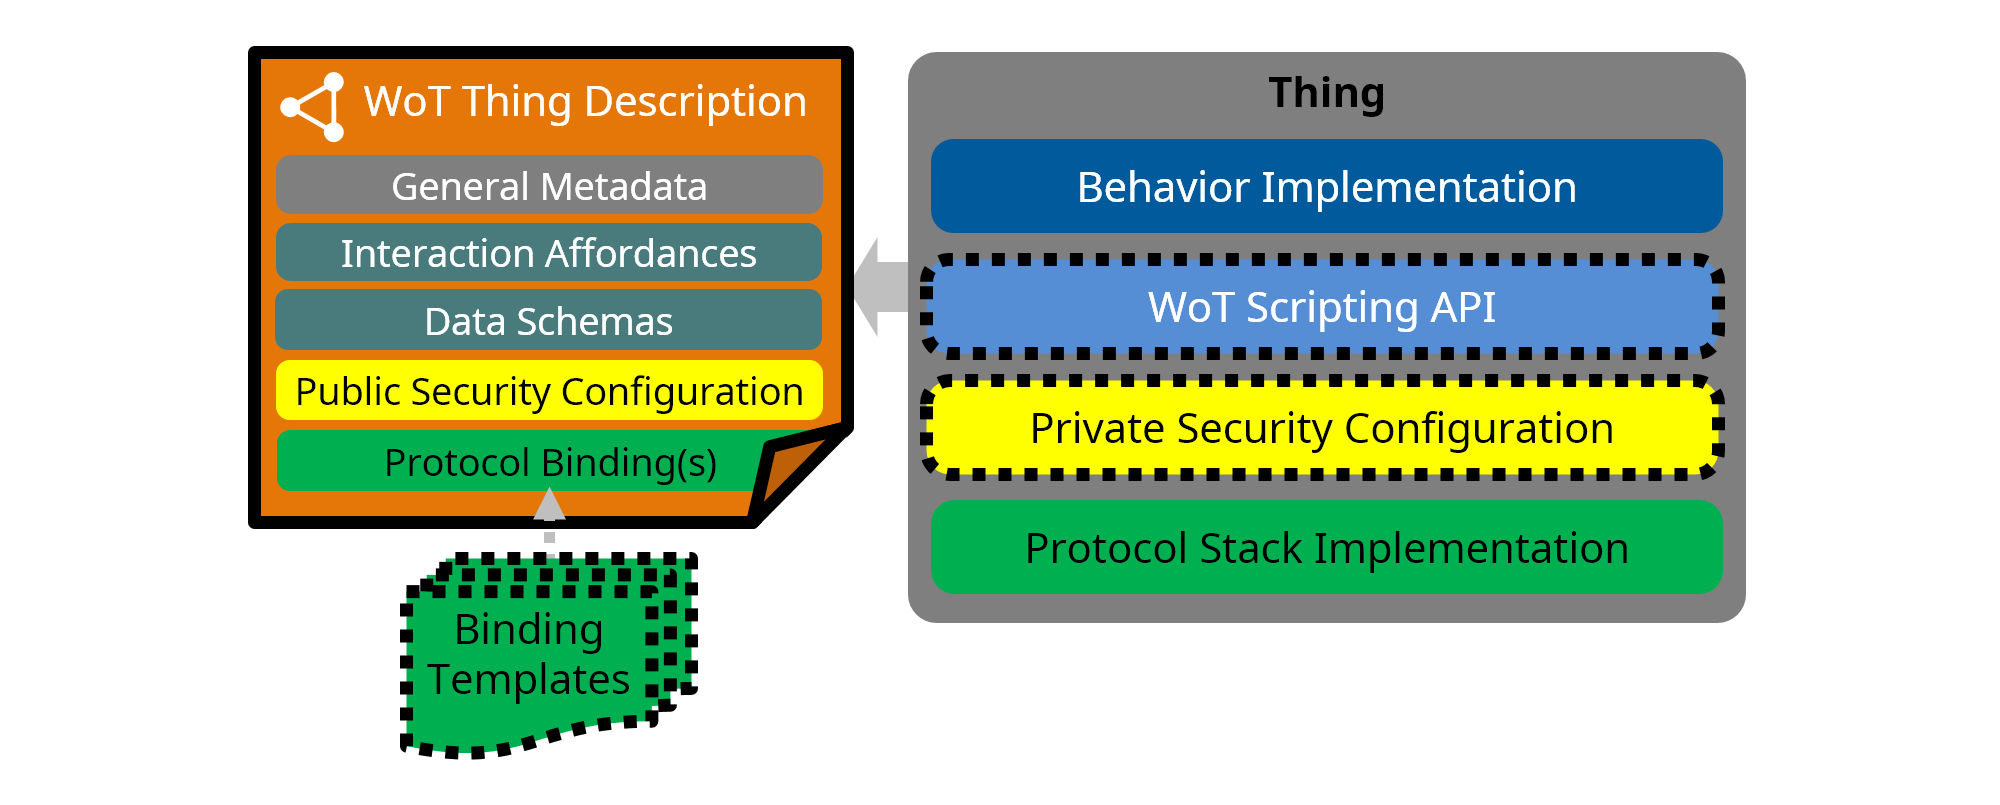 WoT Thing Description
General Metadata
Interaction Affordances
Data Schemas
Public Security Configuration
Protocol Binding(s)
Binding
Templates
Thing
Behavior Implementation
WoT Scripting API
Private Security Configuration
Protocol Stack Implementation